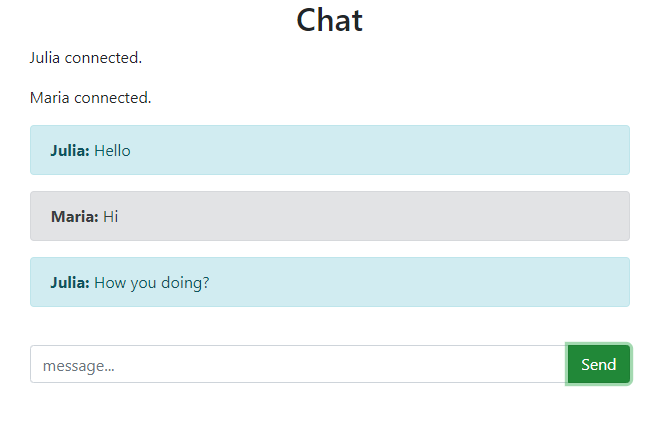 Chat
Julia connected.
Maria connected.
Julia: Hello
Maria: Hi
Julia: How you doing?
message... Send